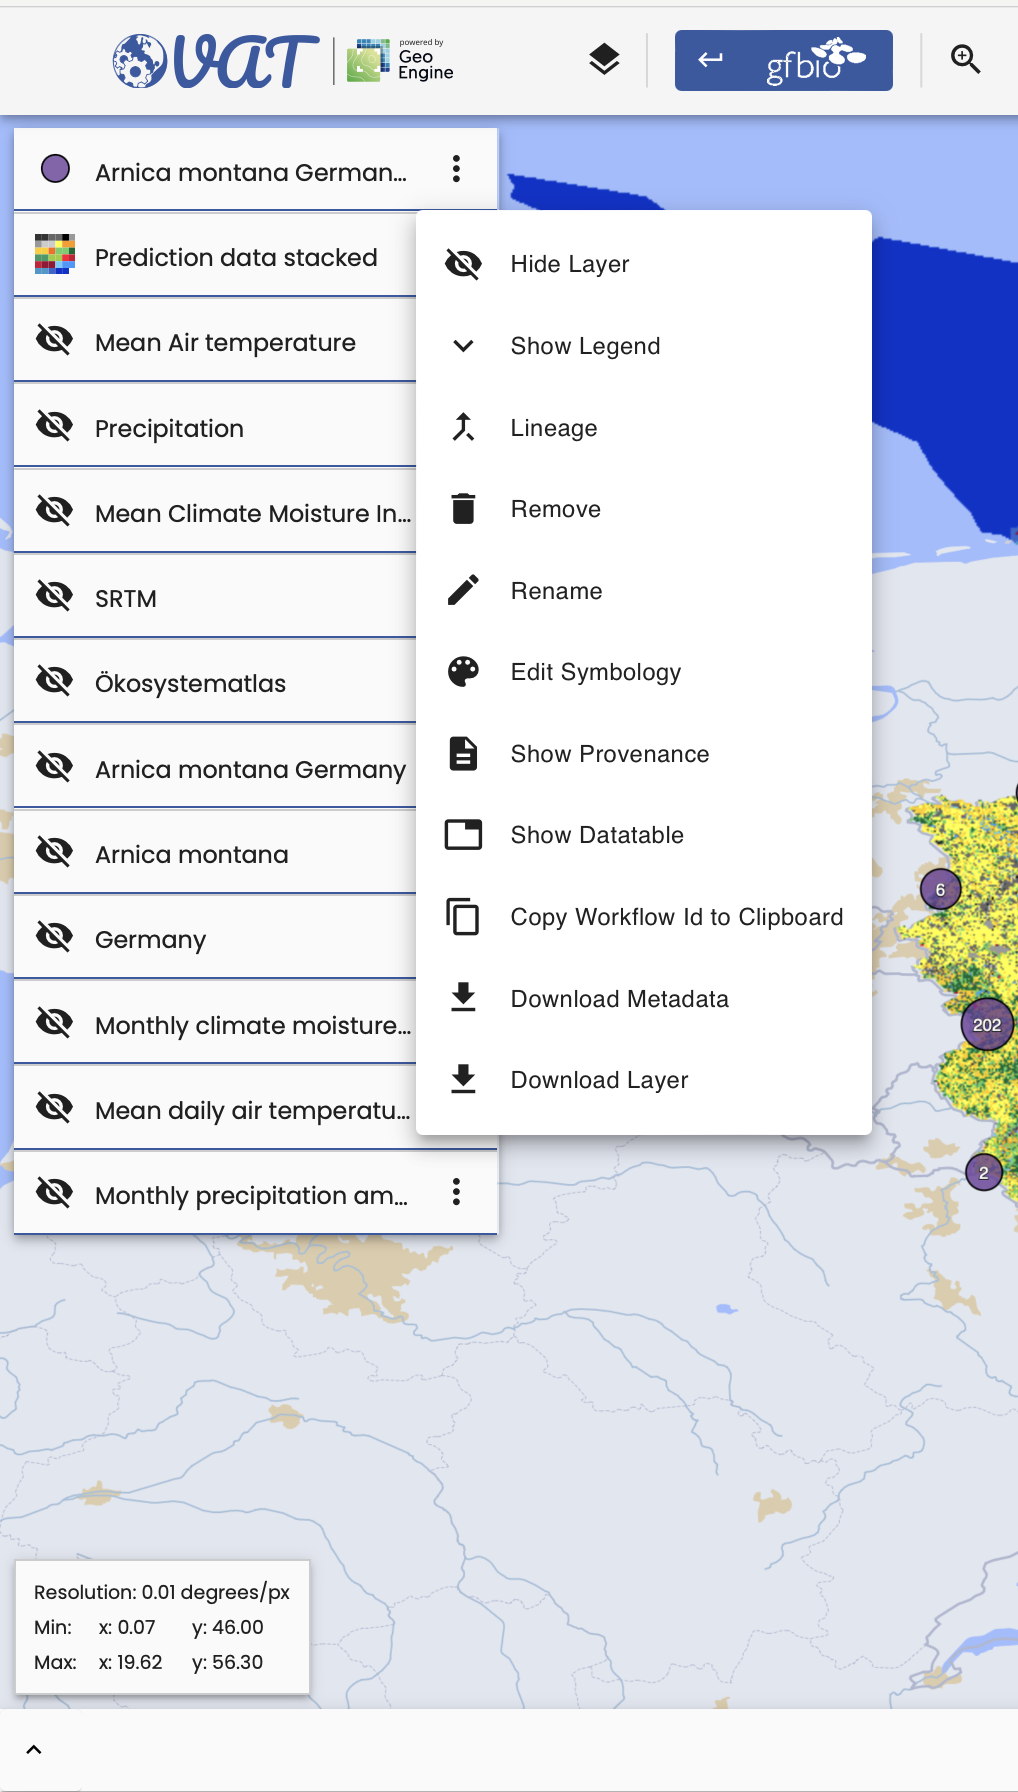 VAT
powered by
Geo
Engine
gfbio
Arnica montana German...
Prediction data stacked
Mean Air temperature
Precipitation
Mean Climate Moisture In...
SRTM
Ökosystematlas
Arnica montana Germany
Arnica montana
Germany
Monthly climate moisture...
Mean daily air temperatu...
Monthly precipitation am...
Hide Layer
Show Legend
Lineage
Remove
Rename
Edit Symbology
Show Provenance
Show Datatable
Copy Workflow Id to Clipboard
Download Metadata
Download Layer
6
202
2
Resolution: 0.01 degrees/px
Min: x: 0.07 y: 46.00
Max: x: 19.62 y: 56.30